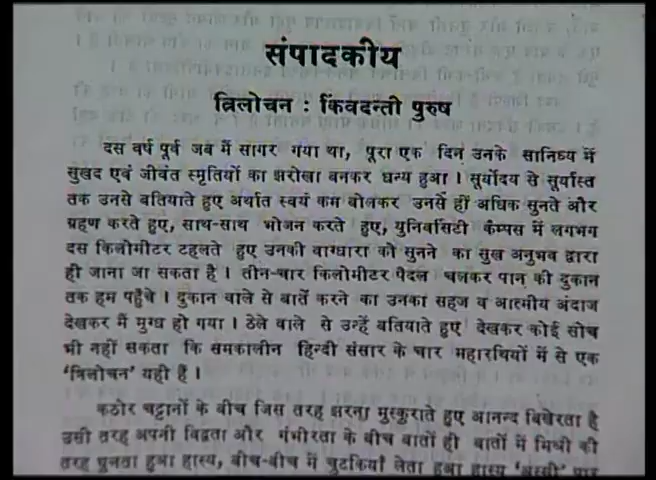 संपादकीय
त्रिलोचन : किंवदन्ती पुरुष
दस वर्ष पूर्व जब मैं सागर गया था, पूरा एक दिन उनके सानिध्य में
सुखद एवं जीवंत स्मृतियों का झरोखा बनकर धन्य हुआ । सूर्योदय से सूर्यास्त
तक उनसे बतियाते हुए अर्थात स्वयं कम बोलकर उनसे ही अधिक सुनते और
ग्रहण करते हुए, साथ-साथ भोजन करते हुए, युनिर्वासटी कैम्पस में लगभग
दस किलोमीटर टहलते हुए उनकी वाग्धारा को सुनने का सुख अनुभव द्वारा
ही जाना जा सकता है । तीन-चार किलोमीटर पैदल चलकर पान की दुकान
तक हम पहुँचे । दुकान वाले से बातें करने का उनका सहज व आत्मीय अंदाज
देखकर मैं मुग्ध हो गया । ठेले वाले से उन्हें बतियाते हुए देखकर कोई सोच
भी नहीं सकता कि समकालीन हिन्दी संसार के चार महारथियों में से एक
‘त्रिलोचन’ यही हैं ।
कठोर चट्टानों के बीच जिस तरह झरना मुस्कुराते हुए आनन्द बिखेरता है
उसी तरह अपनी विद्वता और गंभीरता के बीच बातों ही बातों में मिश्री की
तरह घुलता हुआ हास्य, बीच-बीच में चुटकियाँ लेता हुआ हास्य